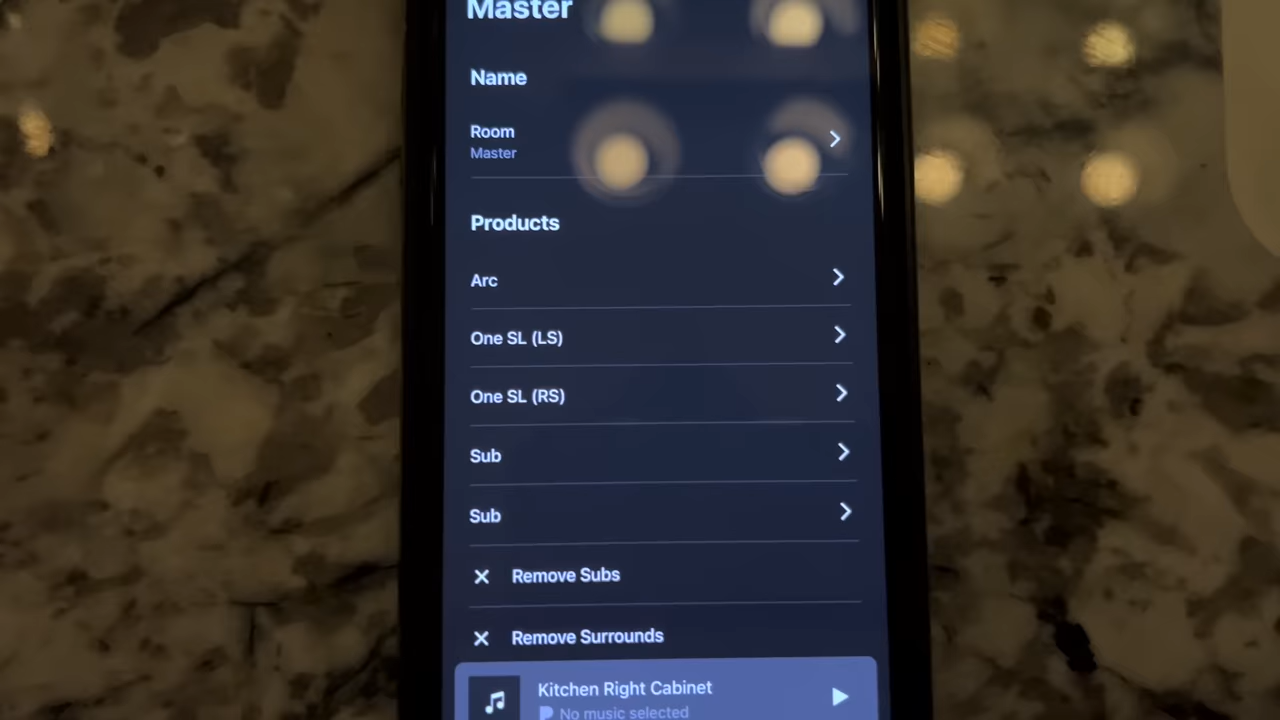 Master
Name
Room
Master
Products
Arc
One SL (LS)
One SL (RS)
Sub
Sub
Remove Subs
Remove Surrounds
Kitchen Right Cabinet
No music selected